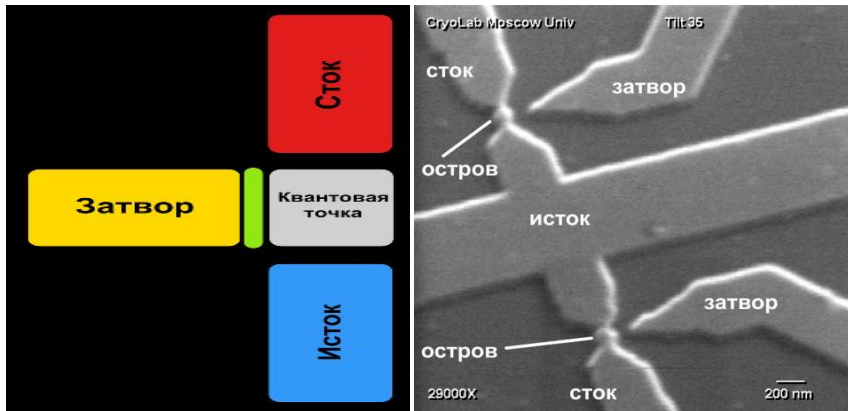 Сток
Затвор
Квантовая
точка
Исток
CryoLab Moscow Univ
Tilt 35
сток
затвор
остров
исток
затвор
остров
сток
29000X
200 nm